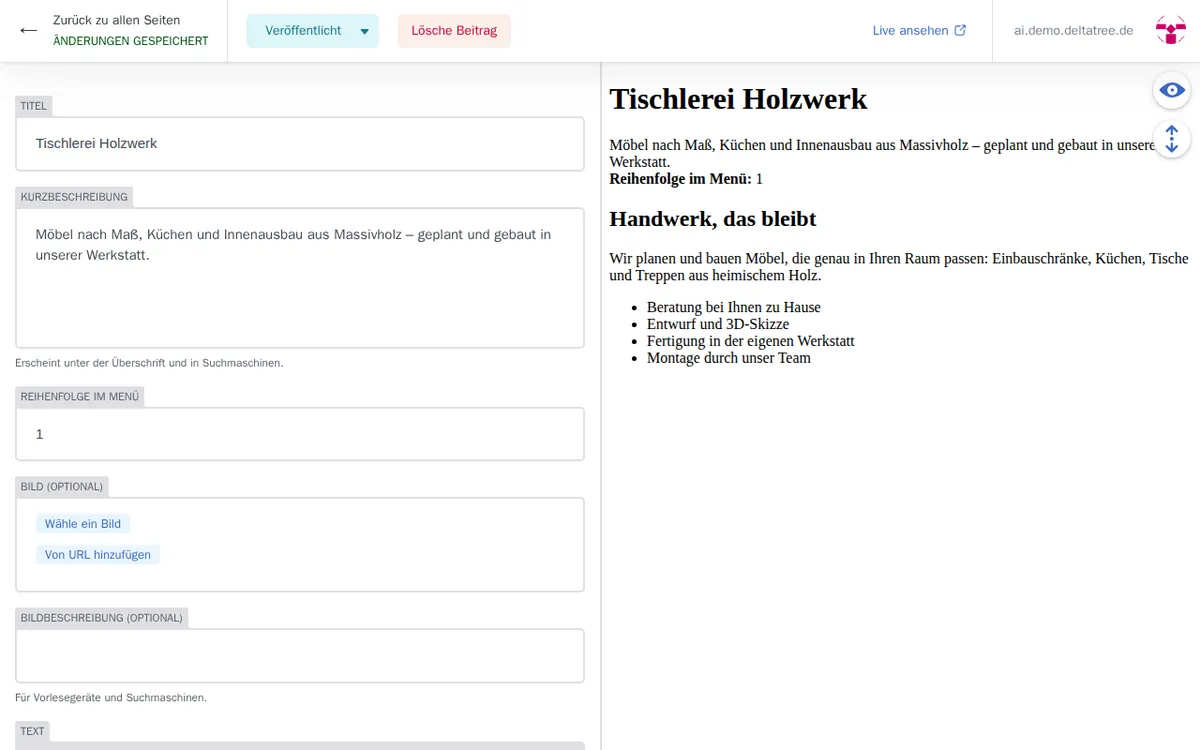 Zurück zu allen Seiten
ÄNDERUNGEN GESPEICHERT
Veröffentlicht
Lösche Beitrag
Live ansehen
ai.demo.deltatree.de
TITEL
Tischlerei Holzwerk
KURZBESCHREIBUNG
Möbel nach Maß, Küchen und Innenausbau aus Massivholz – geplant und gebaut in
unserer Werkstatt.
Erscheint unter der Überschrift und in Suchmaschinen.
REIHENFOLGE IM MENÜ
1
BILD (OPTIONAL)
Wähle ein Bild
Von URL hinzufügen
BILDBESCHREIBUNG (OPTIONAL)
Für Vorlesegeräte und Suchmaschinen.
TEXT
Tischlerei Holzwerk
Möbel nach Maß, Küchen und Innenausbau aus Massivholz – geplant und gebaut in unsere
Werkstatt.
Reihenfolge im Menü: 1
Handwerk, das bleibt
Wir planen und bauen Möbel, die genau in Ihren Raum passen: Einbauschränke, Küchen, Tische
und Treppen aus heimischem Holz.
• Beratung bei Ihnen zu Hause
• Entwurf und 3D-Skizze
• Fertigung in der eigenen Werkstatt
• Montage durch unser Team